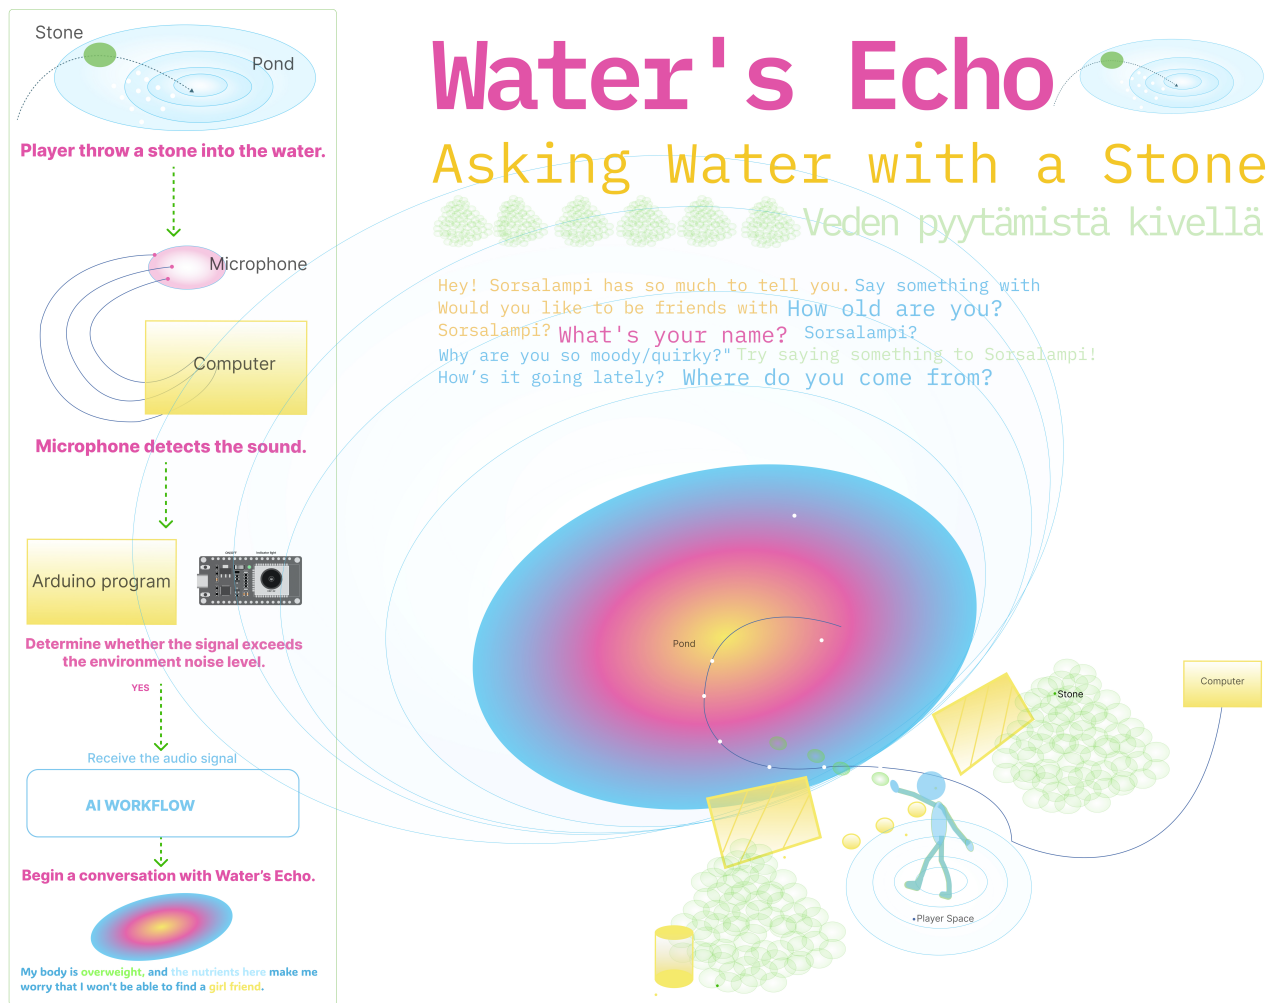 Stone
Pond
Player throw a stone into the water.
Microphone
Computer
Microphone detects the sound.
Arduino program
ON/OFF
Indicator light
Determine whether the signal exceeds
the environment noise level.
YES
Receive the audio signal
AI WORKFLOW
Begin a conversation with Water's Echo.
My body is overweight, and the nutrients here make me
worry that I won't be able to find a girl friend.
Water's Echo
Asking Water with a Stone
Veden pyytämistä kivellä
Hey! Sorsalampi has so much to tell you. Say something with
Would you like to be friends with How old are you?
Sorsalampi? What's your name? Sorsalampi?
Why are you so moody/quirky?" Try saying something to Sorsalampi!
How‘s it going lately? Where do you come from?
Pond
Stone
Computer
Player Space